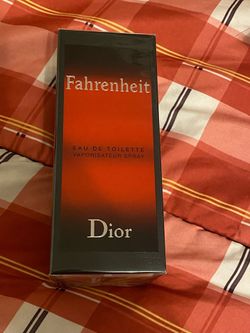 Fahrenheit
EAU DE TOILETTE
VAPORISATEUR SPRAY
Dior